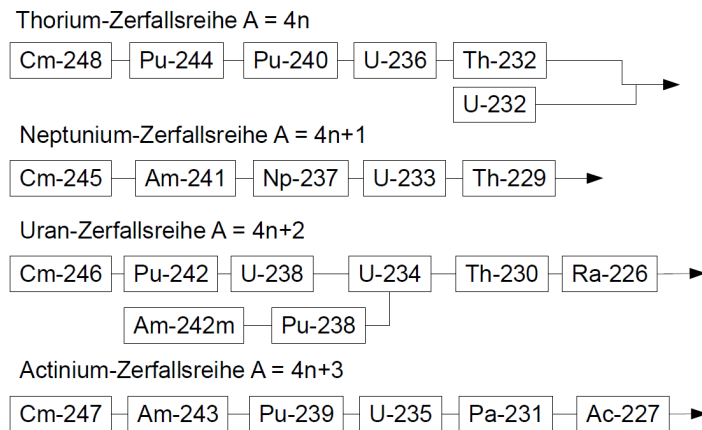 Thorium-Zerfallsreihe A = 4n
Cm-248 Pu-244 Pu-240 U-236 Th-232
U-232
Neptunium-Zerfallsreihe A = 4n+1
Cm-245 Am-241 Np-237 U-233 Th-229
Uran-Zerfallsreihe A = 4n+2
Cm-246 Pu-242 U-238 U-234 Th-230 Ra-226
Am-242m Pu-238
Actinium-Zerfallsreihe A = 4n+3
Cm-247 Am-243 Pu-239 U-235 Pa-231 Ac-227